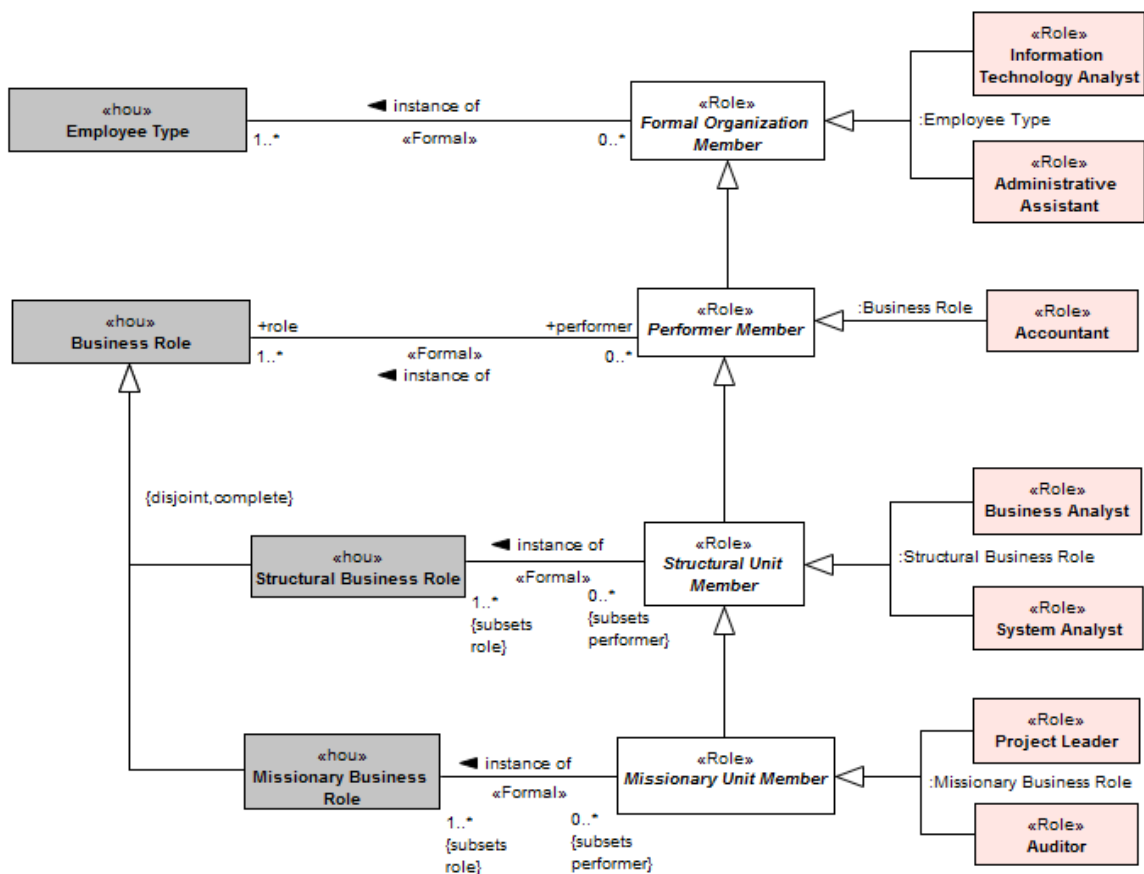 «Role»
Information
Technology Analyst
«hou»
Employee Type
instance of
«Formal»
1..*
0..*
«Role»
Formal Organization
Member
:Employee Type
«Role»
Administrative
Assistant
«hou»
Business Role
+role
+performer
1..*
«Formal»
0..*
instance of
«Role»
Performer Member
:Business Role
«Role»
Accountant
{disjoint,complete}
«hou»
Structural Business Role
instance of
«Formal»
1..*
{subsets
role}
0..*
{subsets
performer}
«Role»
Structural Unit
Member
«Role»
Business Analyst
:Structural Business Role
«Role»
System Analyst
«hou»
Missionary Business
Role
instance of
«Formal»
1..*
{subsets
role}
0..*
{subsets
performer}
«Role»
Missionary Unit Member
«Role»
Project Leader
:Missionary Business Role
«Role»
Auditor